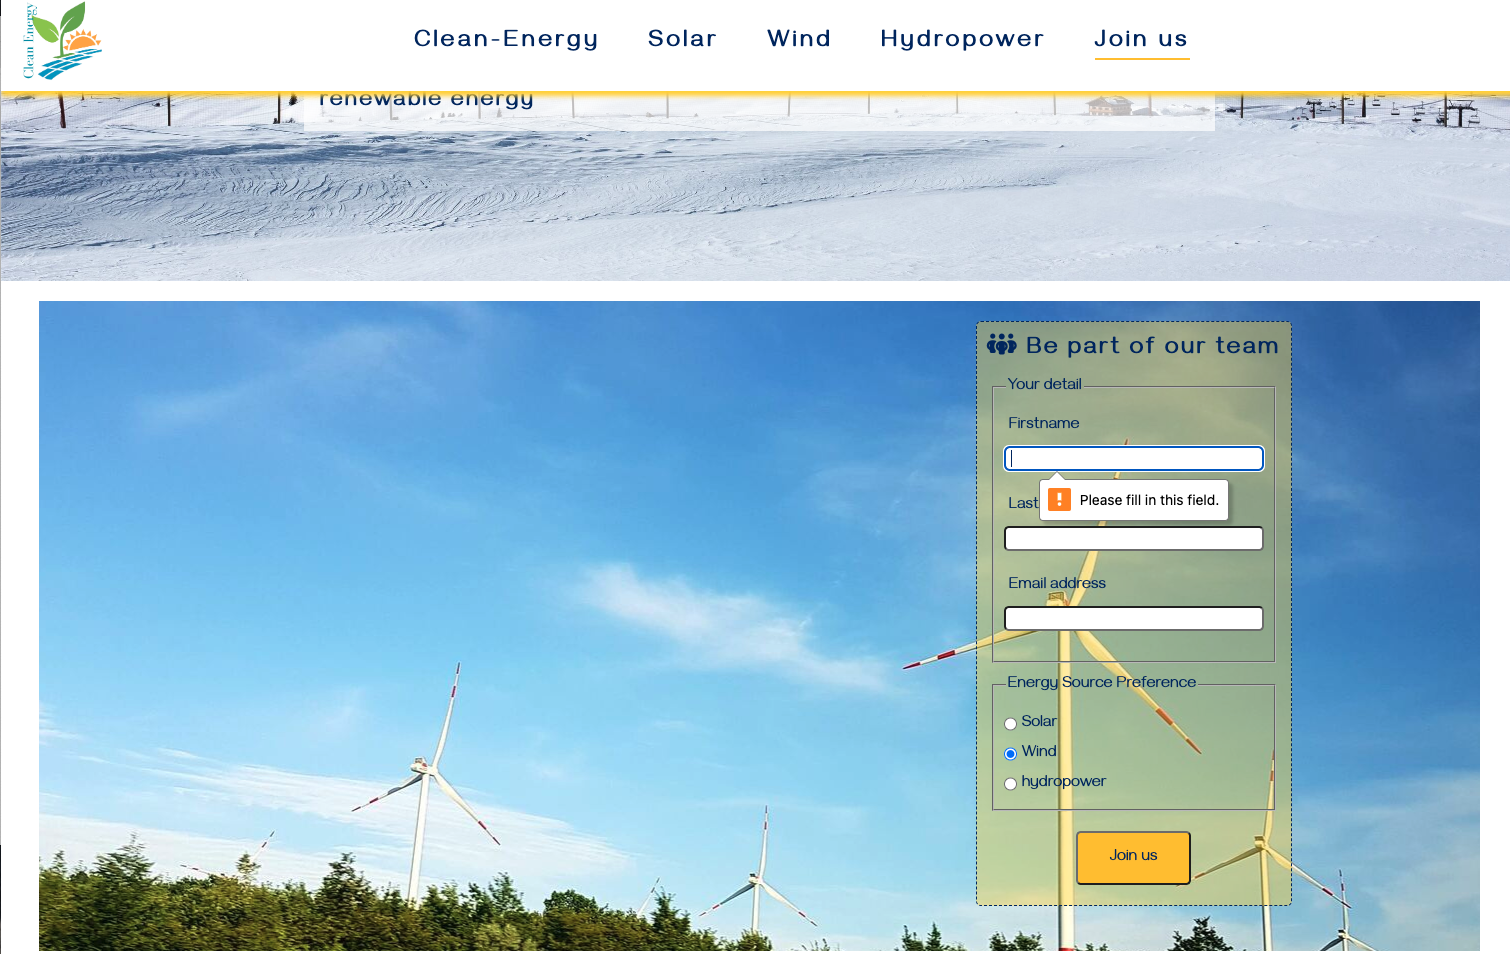 Clean Energy
Clean-Energy Solar Wind Hydropower Join us
renewable energy
Be part of our team
Your detail
Firstname
Please fill in this field.
Last
Email address
Energy Source Preference
Solar
Wind
hydropower
Join us